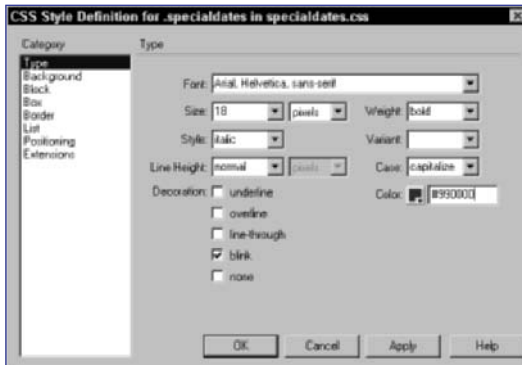 CSS Style Definition for .specialdates in specialdates.css
Category
Type
Type
Background
Block
Box
Border
List
Positioning
Extensions
Font: Arial, Helvetica, sans-serif
Size: 18 pixels Weight: bold
Style: italic Variant:
Line Height: normal pixels Case: capitalize
Decoration: underline Color: #990000
overline
line-through
blink
none
OK Cancel Apply Help